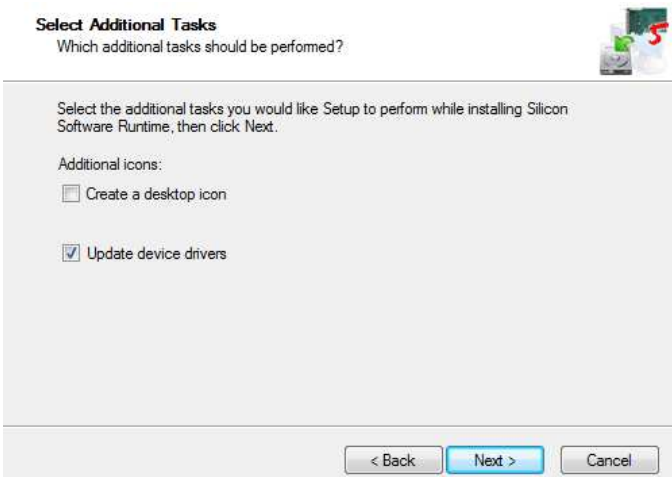 Select Additional Tasks
Which additional tasks should be performed?
5
Select the additional tasks you would like Setup to perform while installing Silicon
Software Runtime, then click Next.
Additional icons:
Create a desktop icon
Update device drivers
< Back
Next >
Cancel